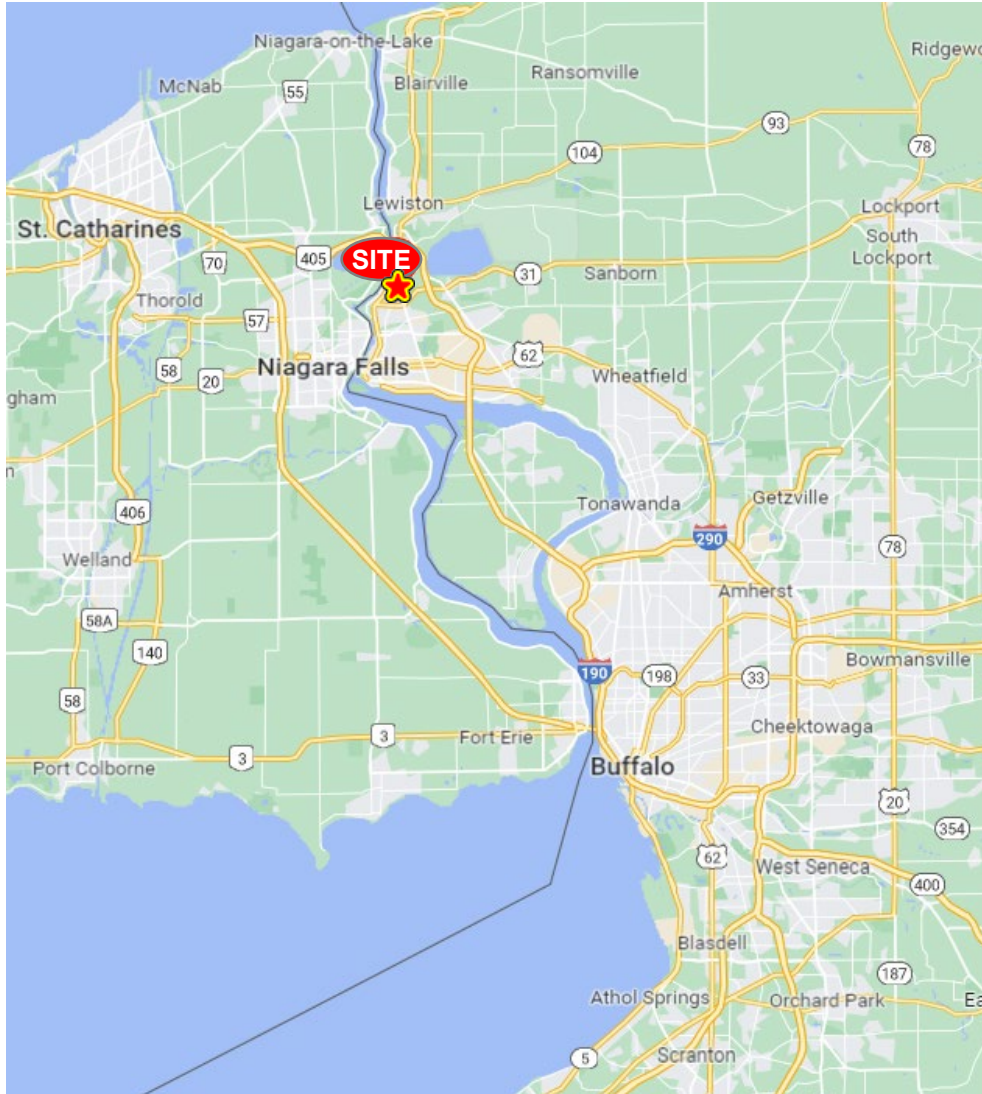 Niagara-on-the-Lake
Ridgew
McNab
Blairville
Ransomville
55
93
104
78
Lewiston
Lockport
St. Catharines
South
Lockport
SITE
405
70
31
Sanborn
Thorold
57
62
Niagara Falls
58
20
Wheatfield
gham
n
Tonawanda
Getzville
406
290
78
Welland
Amherst
58A
140
Bowmansville
190
198
33
58
Cheektowaga
3
Fort Erie
3
Port Colborne
Buffalo
20
354
62
West Seneca
400
Blasdell
187
Athol Springs
Orchard Park
Ea
5
Scranton